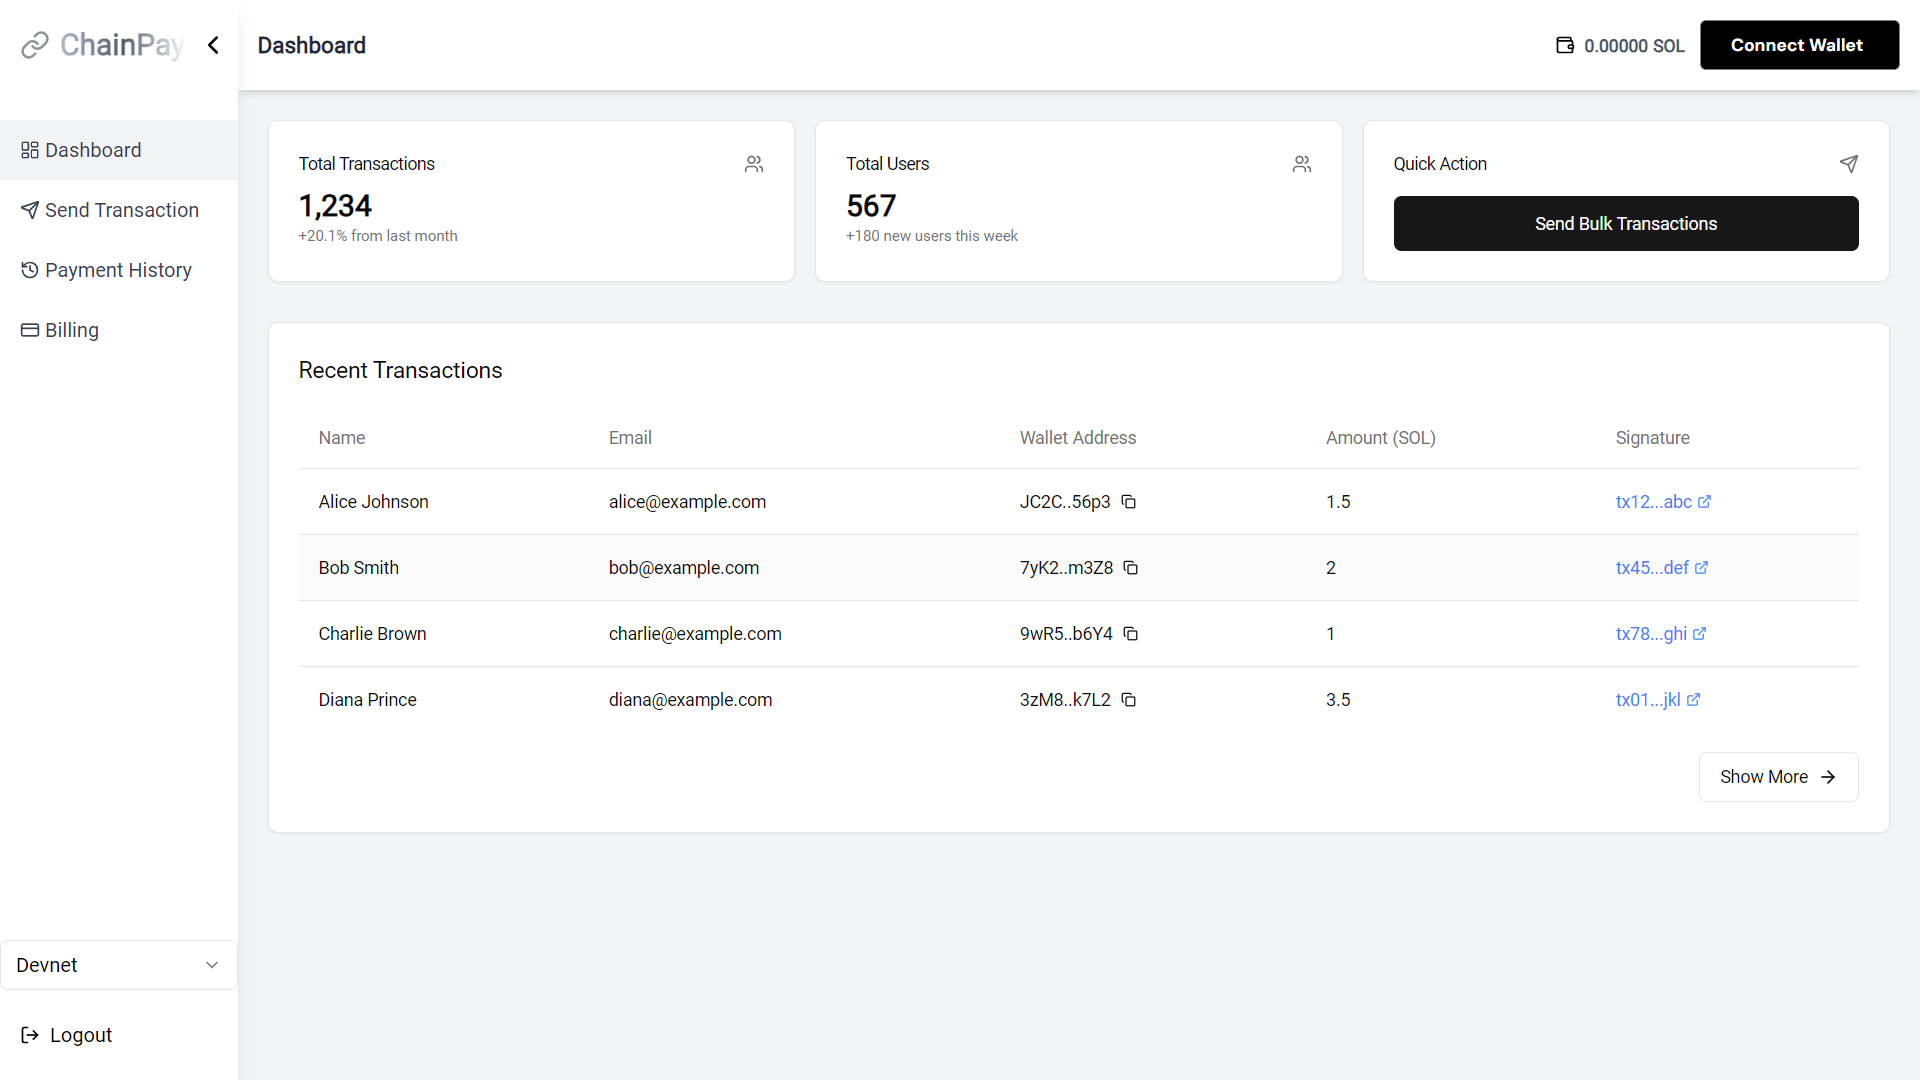 ChainPay
Dashboard
Send Transaction
Payment History
Billing
Devnet
Logout
Dashboard
0.00000 SOL
Connect Wallet
Total Transactions
1,234
+20.1% from last month
Total Users
567
+180 new users this week
Quick Action
Send Bulk Transactions
Recent Transactions
Name Email Wallet Address Amount (SOL) Signature
Alice Johnson alice@example.com JC2C..56p3 1.5 tx12...abc
Bob Smith bob@example.com 7yK2..m3Z8 2 tx45...def
Charlie Brown charlie@example.com 9wR5..b6Y4 1 tx78...ghi
Diana Prince diana@example.com 3zM8..k7L2 3.5 tx01...jkl
Show More